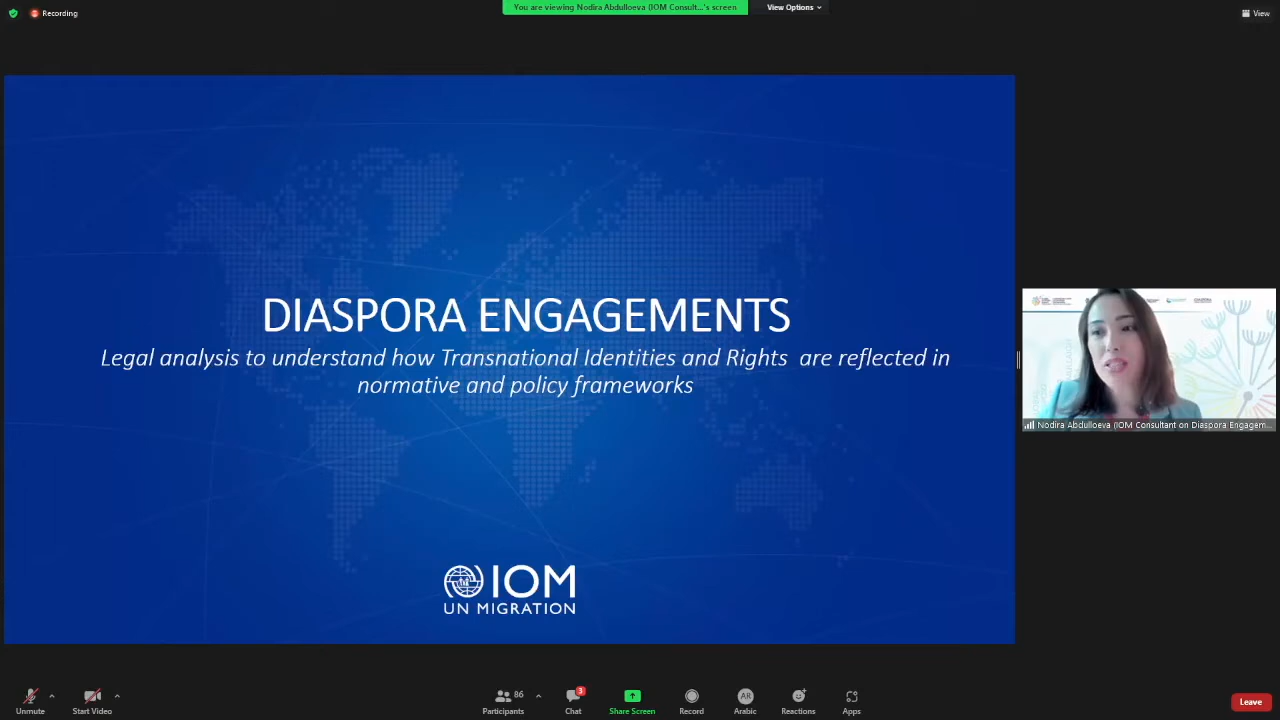 Recording
You are viewing Nodira Abdulloeva (IOM Consult...'s screen
View Options
View
DIASPORA ENGAGEMENTS
Legal analysis to understand how Transnational Identities and Rights are reflected in
normative and policy frameworks
IOM
UN MIGRATION
Nodira Abdulloeva (IOM Consultant on Diaspora Engagem...
Unmute
Start Video
86
Participants
3
Chat
Share Screen
Record
AR
Arabic
Reactions
Apps
Leave